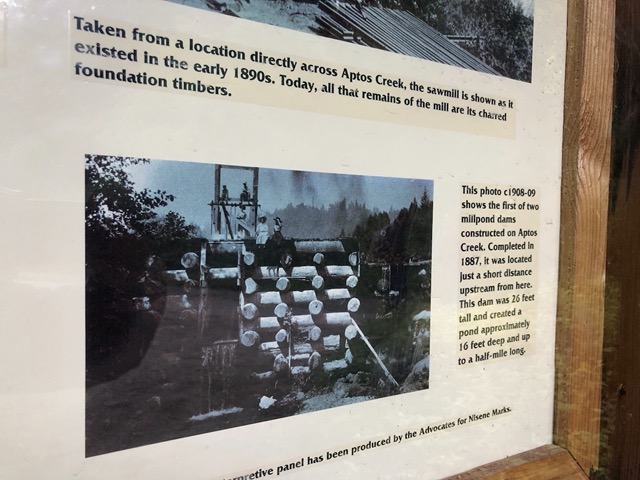 Taken from a location directly across Aptos Creek, the sawmill is shown as it
existed in the early 1890s. Today, all that remains of the mill are its charred
foundation timbers.
This photo c1908-09
shows the first of two
millpond dams
constructed on Aptos
Creek. Completed in
1887, it was located
just a short distance
upstream from here.
This dam was 26 feet
tall and created a
pond approximately
16 feet deep and up
to a half-mile long.
panel has been produced by the Advocates for Nisene Marks.